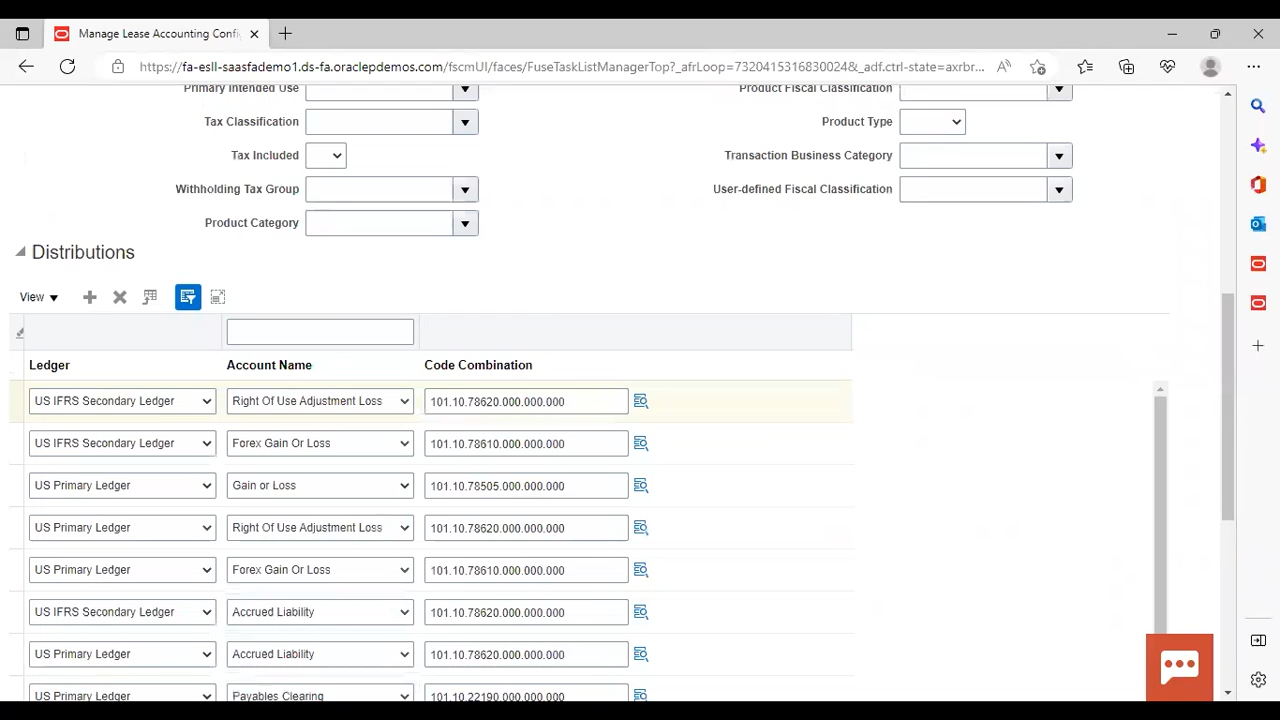 Manage Lease Accounting Confi
https://fa-esll-saasfademo1.ds-fa.oraclepdemos.com/fscmUI/faces/FuseTaskListManagerTop?_afrLoop=7320415316830024&_adf.ctrl-state=axrbr...
Primary Intended Use Product Fiscal Classification
Tax Classification Product Type
Tax Included Transaction Business Category
Withholding Tax Group User-defined Fiscal Classification
Product Category
Distributions
View
Ledger Account Name Code Combination
US IFRS Secondary Ledger Right Of Use Adjustment Loss 101.10.78620.000.000.000
US IFRS Secondary Ledger Forex Gain Or Loss 101.10.78610.000.000.000
US Primary Ledger Gain or Loss 101.10.78505.000.000.000
US Primary Ledger Right Of Use Adjustment Loss 101.10.78620.000.000.000
US Primary Ledger Forex Gain Or Loss 101.10.78610.000.000.000
US IFRS Secondary Ledger Accrued Liability 101.10.78620.000.000.000
US Primary Ledger Accrued Liability 101.10.78620.000.000.000
US Primary Ledger Payables Clearing 101.10.22190.000.000.000